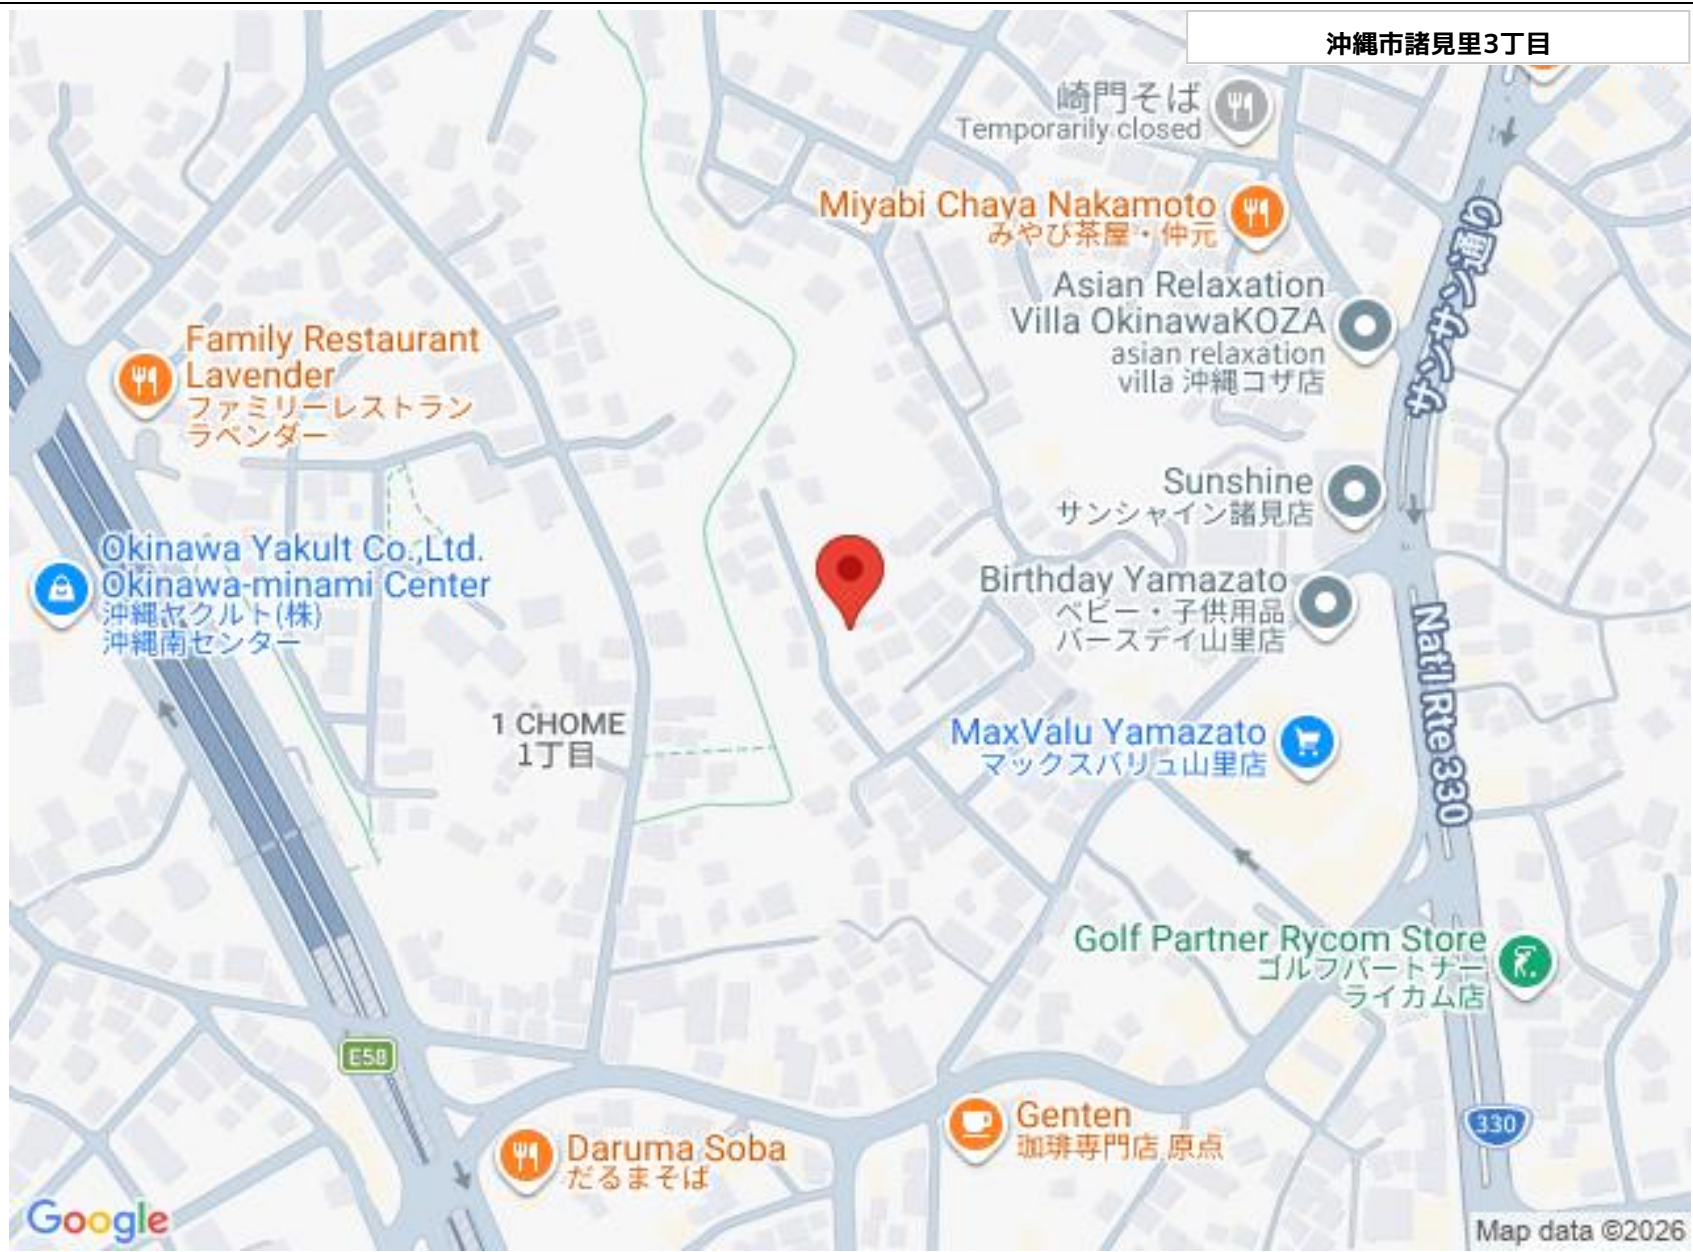 沖縄市諸見里3丁目
崎門そば
Temporarily closed
Miyabi Chaya Nakamoto
みやび茶屋・仲元
サンサン通り
Asian Relaxation
Villa OkinawaKOZA
asian relaxation
villa 沖縄コザ店
Family Restaurant
Lavender
ファミリーレストラン
ラベンダー
Sunshine
サンシャイン諸見店
Okinawa Yakult Co.,Ltd.
Okinawa-minami Center
沖縄ヤクルト(株)
沖縄南センター
Birthday Yamazato
ベビー・子供用品
バースデイ山里店
Nat'l Rte 330
1 CHOME
1丁目
MaxValu Yamazato
マックスバリュ山里店
Golf Partner Rycom Store
ゴルフパートナー
ライカム店
E58
Genten
珈琲専門店 原点
330
Daruma Soba
だるまそば
Google
Map data ©2026